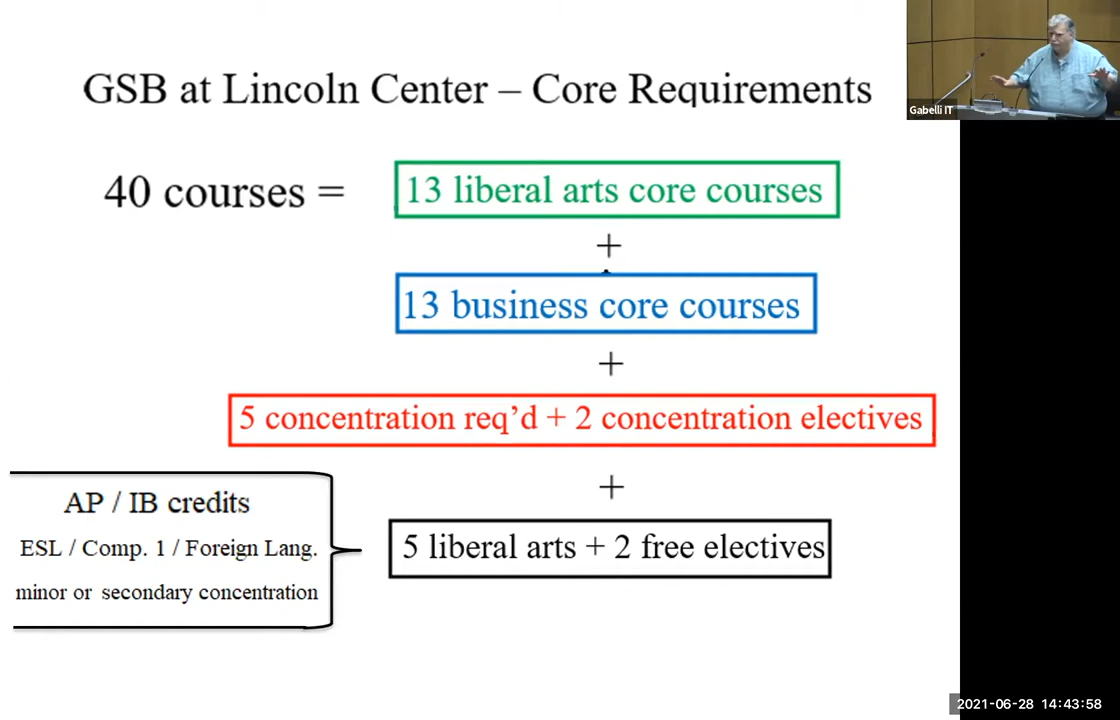 GSB at Lincoln Center – Core Requirements
Gabelli IT
40 courses =
13 liberal arts core courses
+
13 business core courses
+
5 concentration req’d + 2 concentration electives
+
AP / IB credits
ESL / Comp. 1 / Foreign Lang.
minor or secondary concentration
5 liberal arts + 2 free electives
2021-06-28 14:43:58